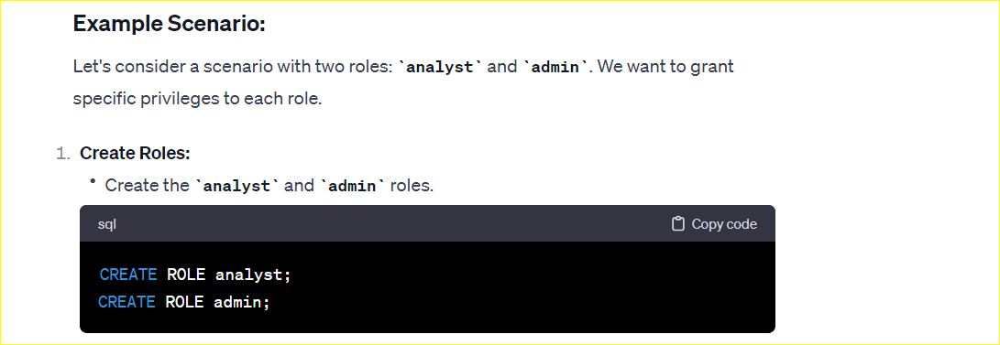 Example Scenario:
Let's consider a scenario with two roles: `analyst` and `admin`. We want to grant
specific privileges to each role.
1. Create Roles:
• Create the `analyst` and `admin` roles.
sql Copy code
CREATE ROLE analyst;
CREATE ROLE admin;